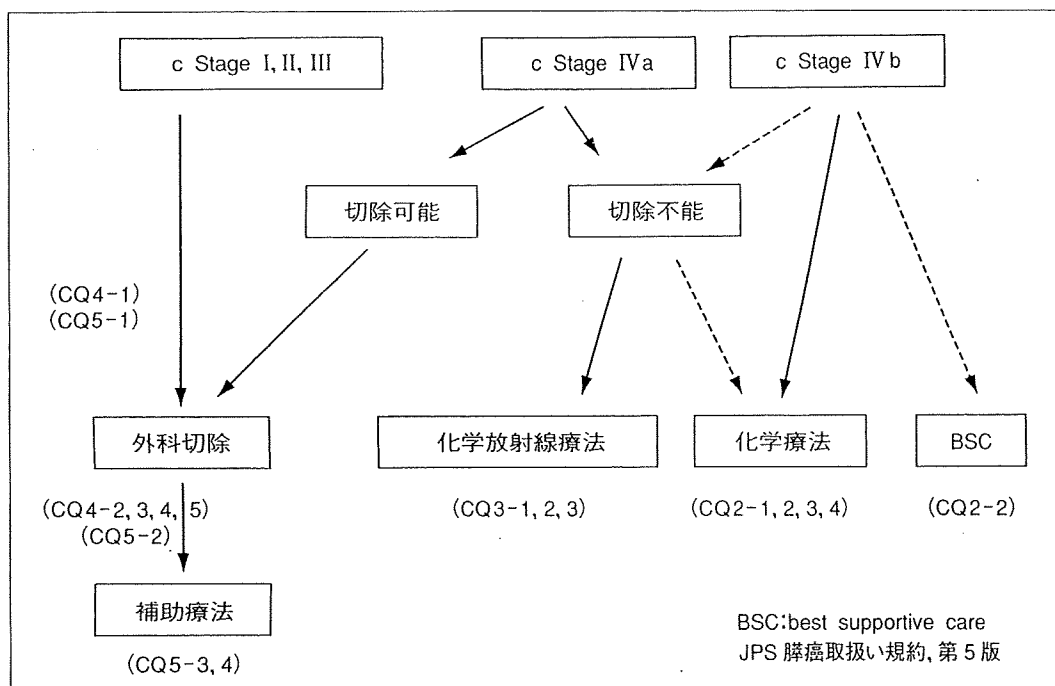 c Stage I, II, III
c Stage IVa
c Stage IVb
切除可能
切除不能
(CQ4-1)
(CQ5-1)
外科切除
化学放射線療法
化学療法
BSC
(CQ4-2, 3, 4, 5)
(CQ5-2)
(CQ3-1, 2, 3)
(CQ2-1, 2, 3, 4)
(CQ2-2)
補助療法
(CQ5-3, 4)
BSC:best supportive care
JPS 膵癌取扱い規約, 第5版